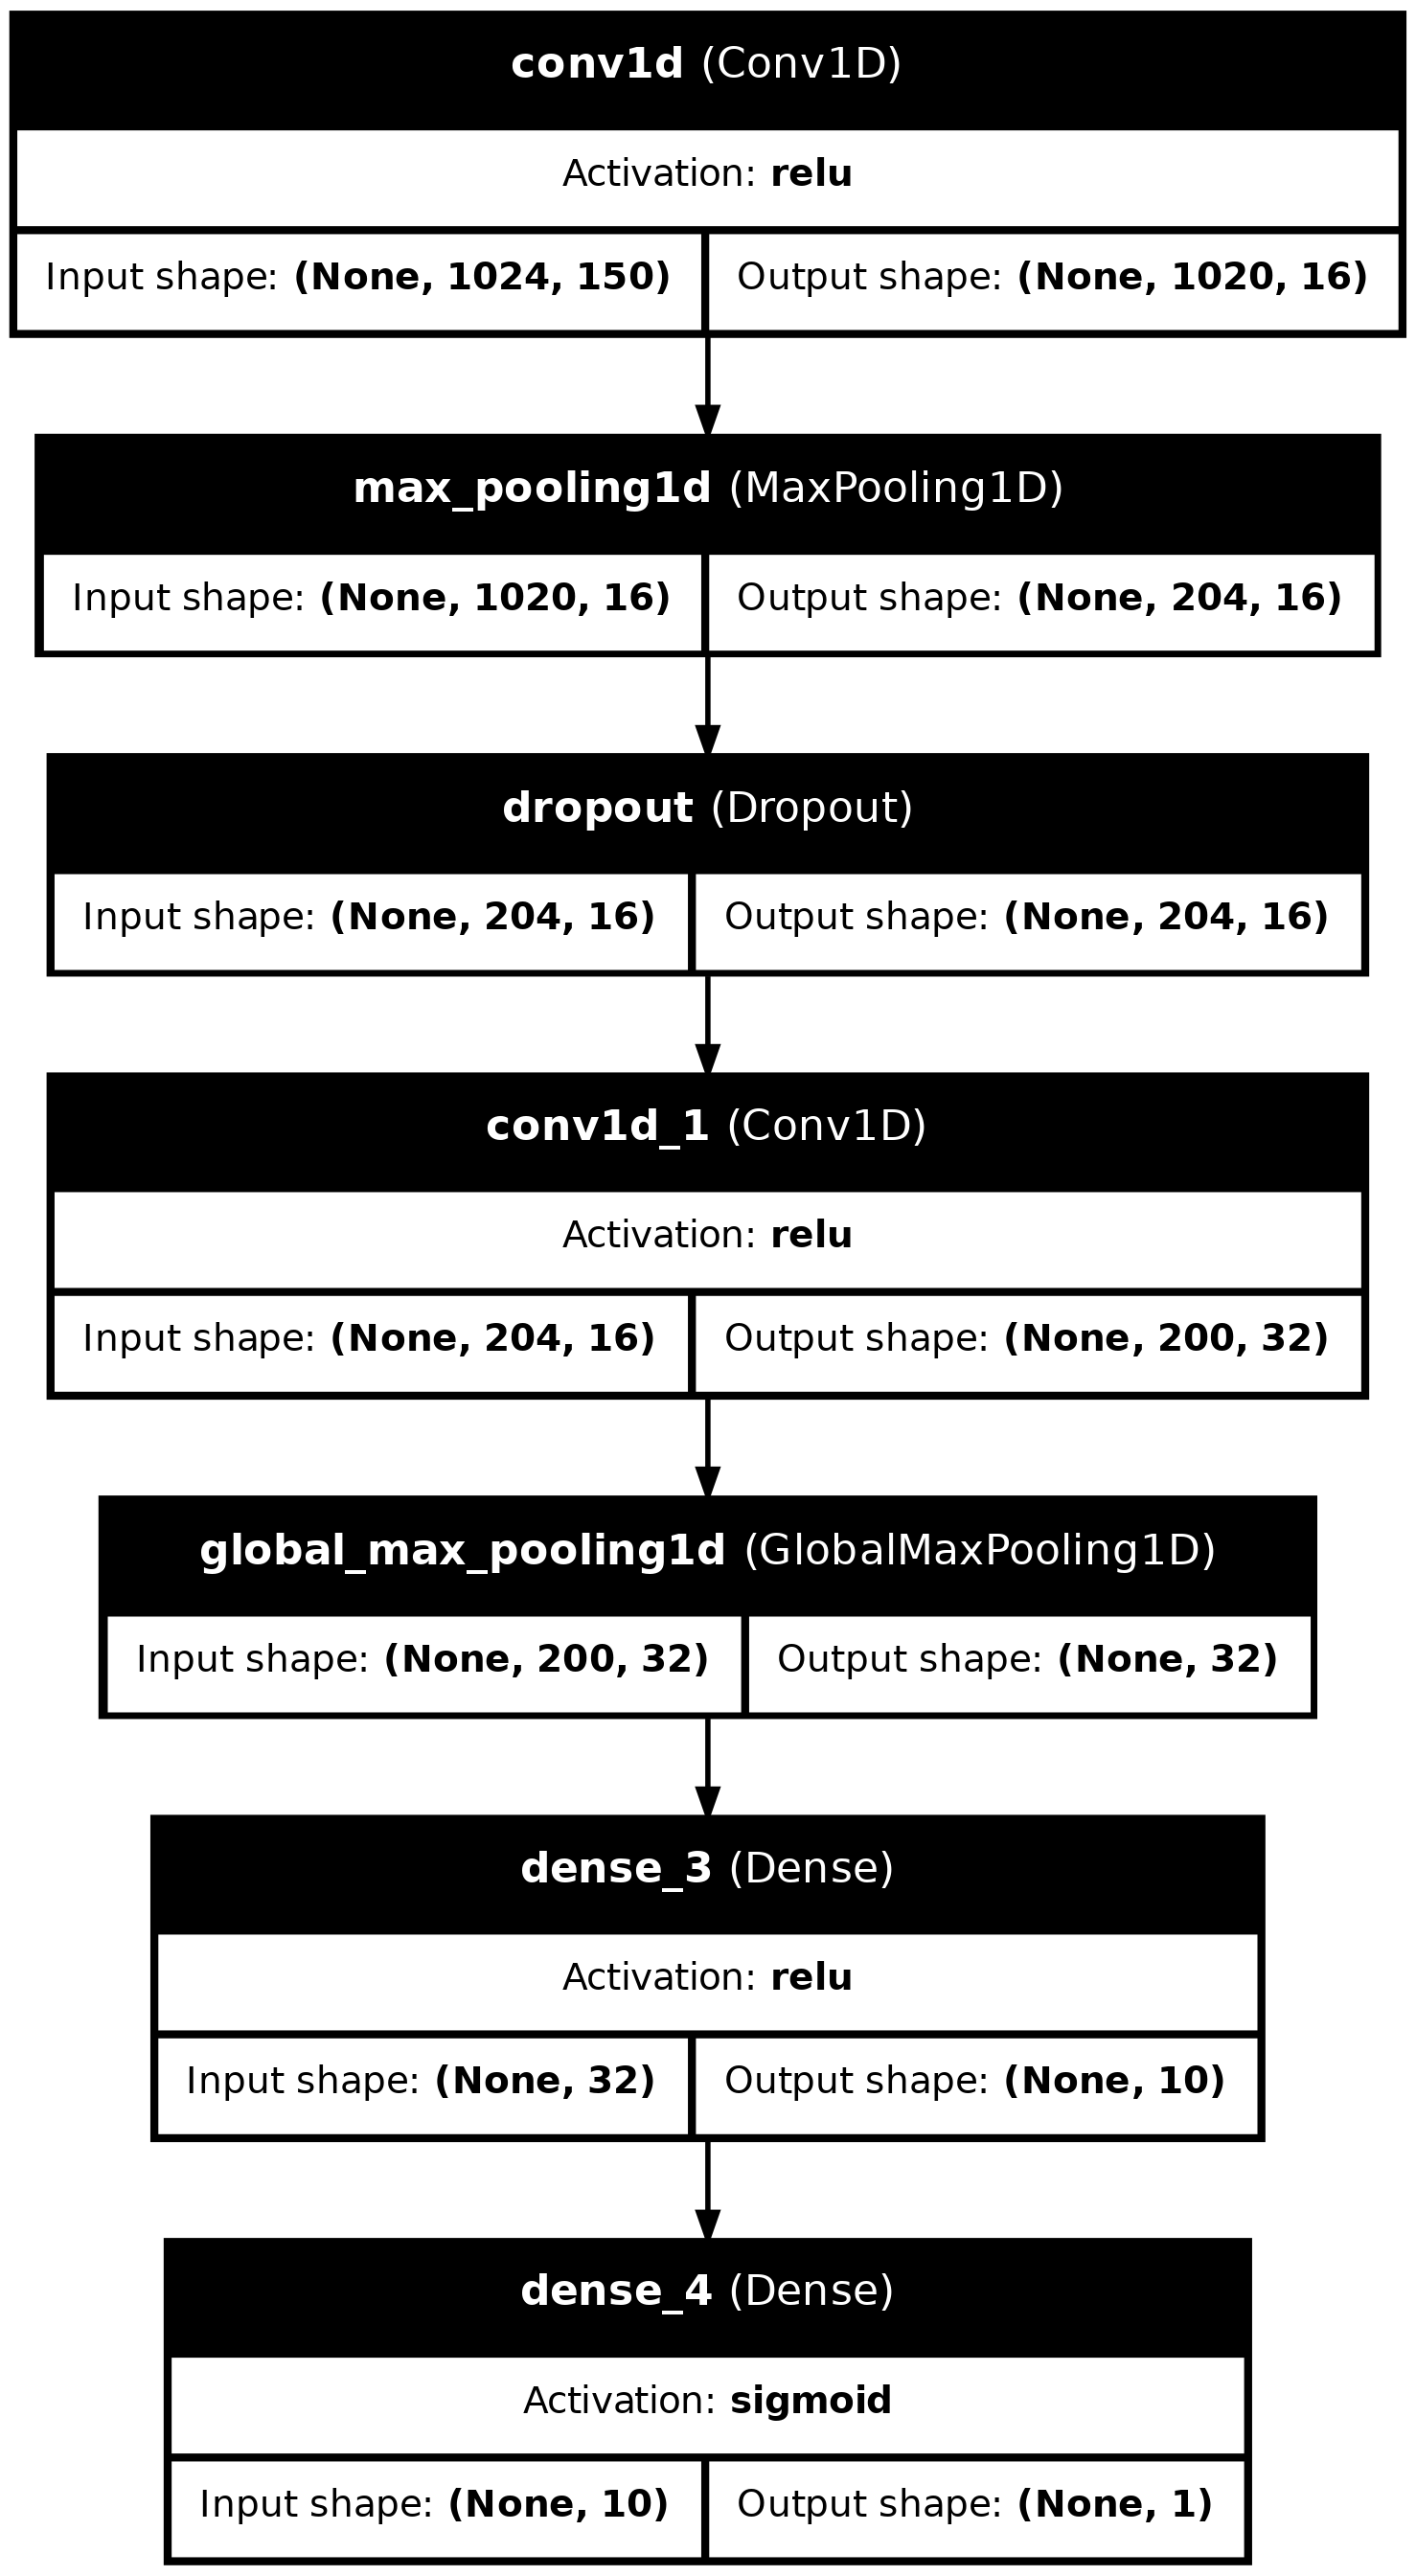 conv1d (Conv1D)
Activation: relu
Input shape: (None, 1024, 150) Output shape: (None, 1020, 16)
max_pooling1d (MaxPooling1D)
Input shape: (None, 1020, 16) Output shape: (None, 204, 16)
dropout (Dropout)
Input shape: (None, 204, 16) Output shape: (None, 204, 16)
conv1d_1 (Conv1D)
Activation: relu
Input shape: (None, 204, 16) Output shape: (None, 200, 32)
global_max_pooling1d (GlobalMaxPooling1D)
Input shape: (None, 200, 32) Output shape: (None, 32)
dense_3 (Dense)
Activation: relu
Input shape: (None, 32) Output shape: (None, 10)
dense_4 (Dense)
Activation: sigmoid
Input shape: (None, 10) Output shape: (None, 1)